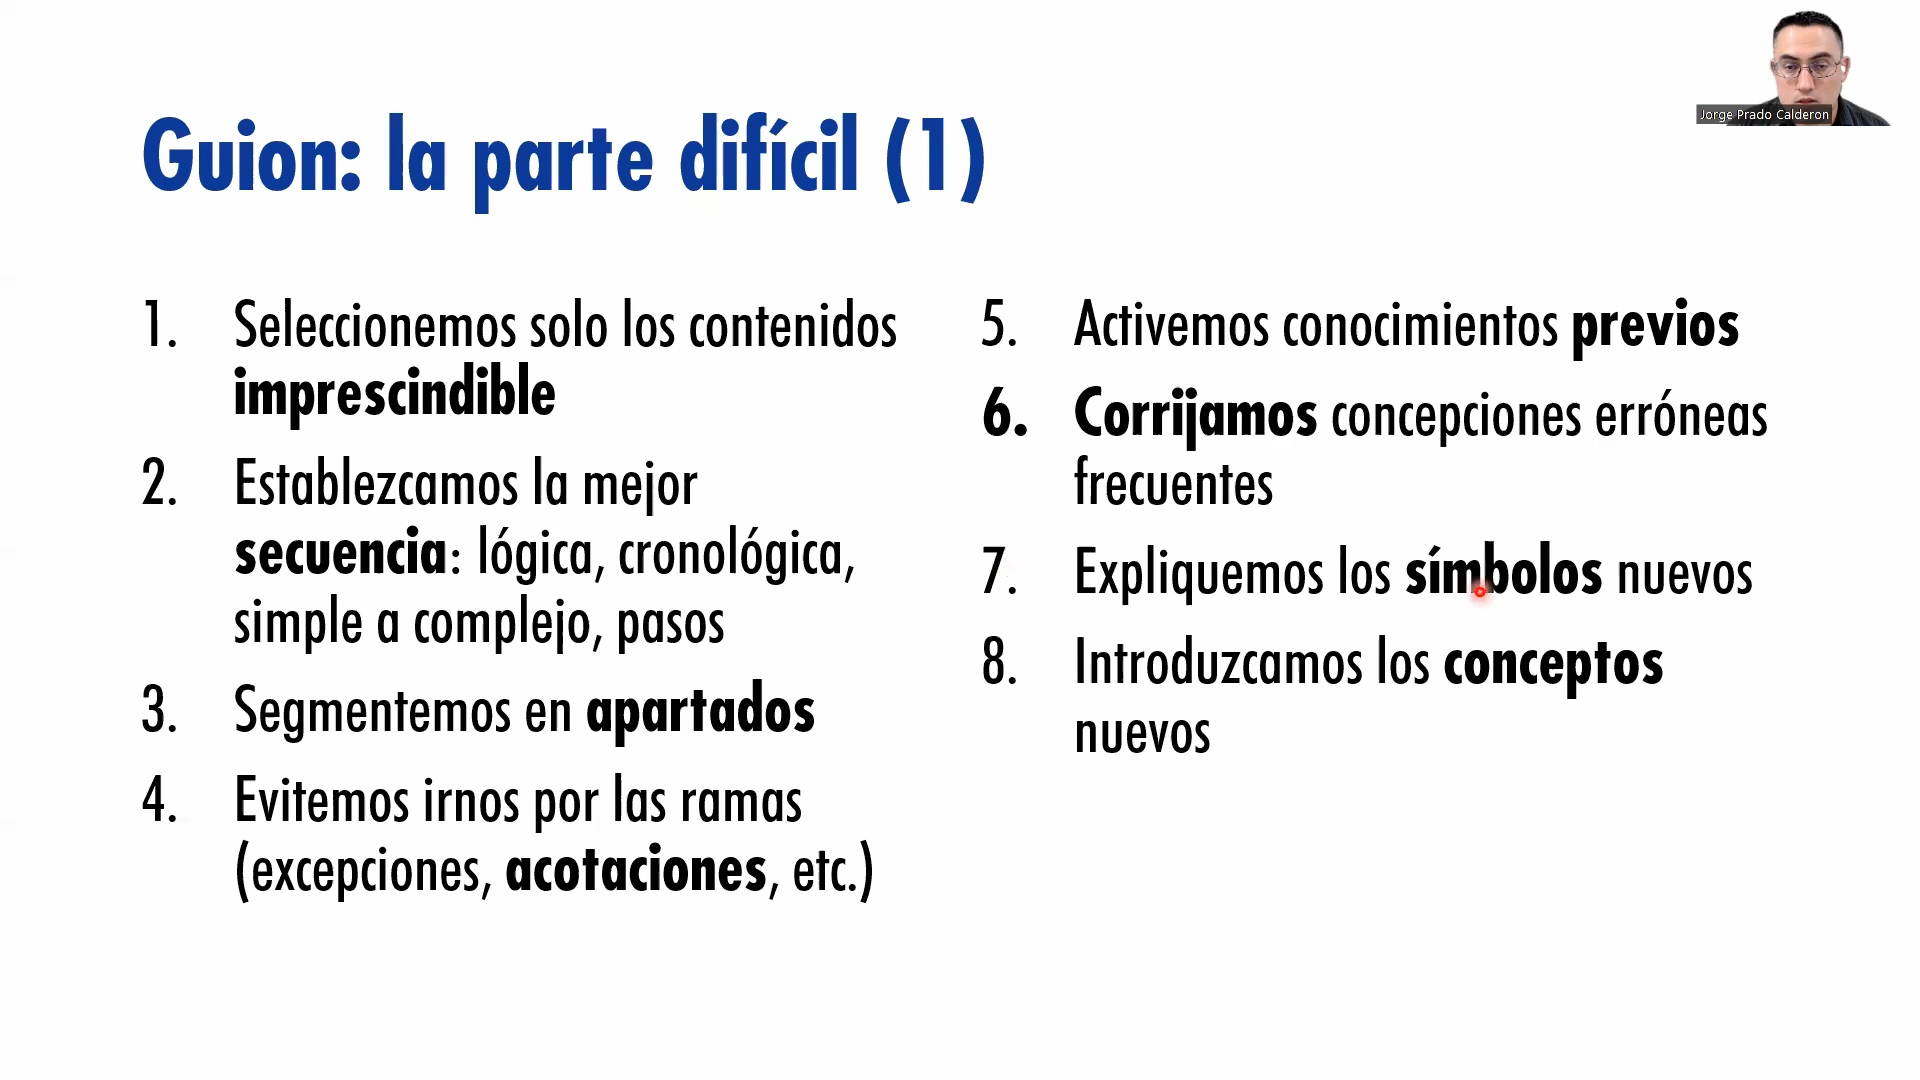 Jorge Prado Calderon
Guion: la parte difícil (1)
1. Seleccionemos solo los contenidos
imprescindible
2. Establezcamos la mejor
secuencia: lógica, cronológica,
simple a complejo, pasos
3. Segmentemos en apartados
4. Evitemos irnos por las ramas
(excepciones, acotaciones, etc.)
5. Activemos conocimientos previos
6. Corrijamos concepciones erróneas
frecuentes
7. Expliquemos los símbolos nuevos
8. Introduzcamos los conceptos
nuevos